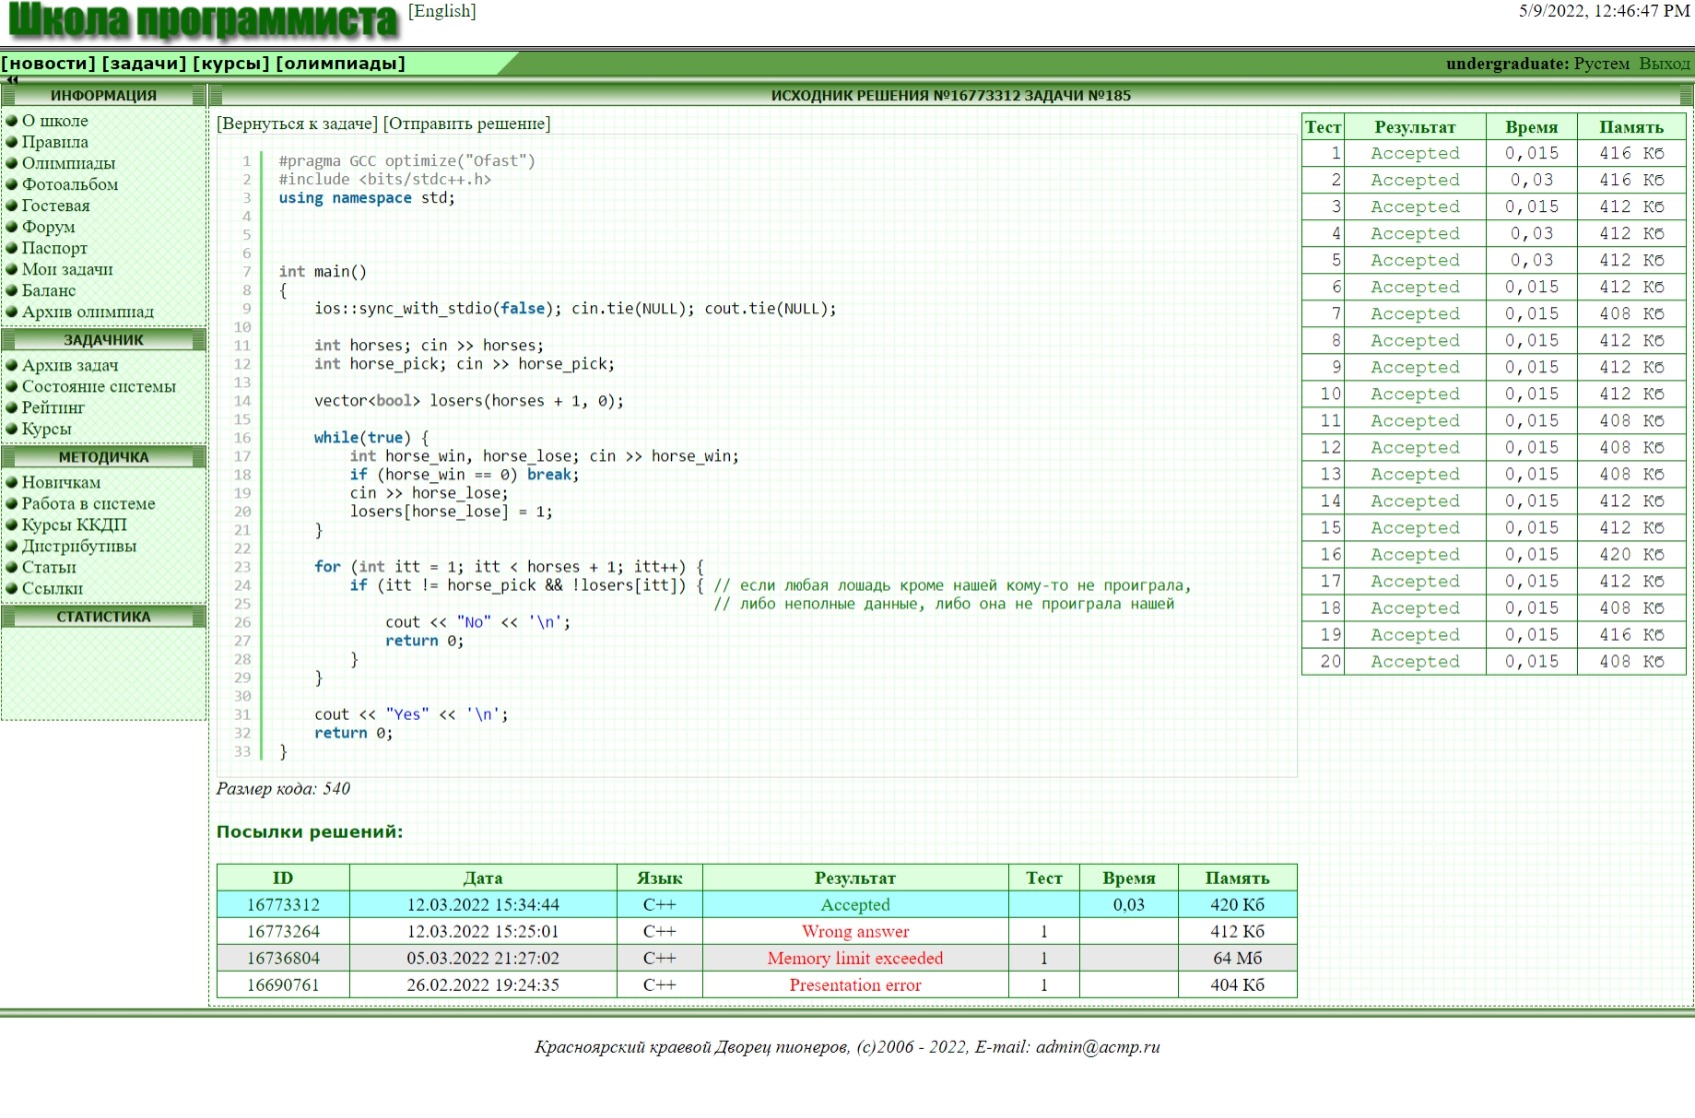 Школа программиста [English] 5/9/2022, 12:46:47 PM
[новости] [задачи] [курсы] [олимпиады] undergraduate: Рустем Выход
ИНФОРМАЦИЯ
О школе
Правила
Олимпиады
Фотоальбом
Гостевая
Форум
Паспорт
Мои задачи
Баланс
Архив олимпиад
ЗАДАЧНИК
Архив задач
Состояние системы
Рейтинг
Курсы
МЕТОДИЧКА
Новичкам
Работа в системе
Курсы ККДП
Дистрибутивы
Статьи
Ссылки
СТАТИСТИКА
ИСХОДНИК РЕШЕНИЯ №16773312 ЗАДАЧИ №185
[Вернуться к задаче] [Отправить решение]
1 #pragma GCC optimize("Ofast")
2 #include <bits/stdc++.h>
3 using namespace std;
4
5
6
7 int main()
8 {
9 ios::sync_with_stdio(false); cin.tie(NULL); cout.tie(NULL);
10
11 int horses; cin >> horses;
12 int horse_pick; cin >> horse_pick;
13
14 vector<bool> losers(horses + 1, 0);
15
16 while(true) {
17 int horse_win, horse_lose; cin >> horse_win;
18 if (horse_win == 0) break;
19 cin >> horse_lose;
20 losers[horse_lose] = 1;
21 }
22
23 for (int itt = 1; itt < horses + 1; itt++) {
24 if (itt != horse_pick && !losers[itt]) { // если любая лошадь кроме нашей кому-то не проиграла,
25 // либо неполные данные, либо она не проиграла нашей
26 cout << "No" << '\n';
27 return 0;
28 }
29 }
30
31 cout << "Yes" << '\n';
32 return 0;
33 }
Размер кода: 540
Тест Результат Время Память
1 Accepted 0,015 416 Кб
2 Accepted 0,03 416 Кб
3 Accepted 0,015 412 Кб
4 Accepted 0,03 412 Кб
5 Accepted 0,03 412 Кб
6 Accepted 0,015 412 Кб
7 Accepted 0,015 408 Кб
8 Accepted 0,015 412 Кб
9 Accepted 0,015 412 Кб
10 Accepted 0,015 412 Кб
11 Accepted 0,015 408 Кб
12 Accepted 0,015 408 Кб
13 Accepted 0,015 408 Кб
14 Accepted 0,015 412 Кб
15 Accepted 0,015 412 Кб
16 Accepted 0,015 420 Кб
17 Accepted 0,015 412 Кб
18 Accepted 0,015 408 Кб
19 Accepted 0,015 416 Кб
20 Accepted 0,015 408 Кб
Посылки решений:
ID Дата Язык Результат Тест Время Память
16773312 12.03.2022 15:34:44 C++ Accepted 0,03 420 Кб
16773264 12.03.2022 15:25:01 C++ Wrong answer 1 412 Кб
16736804 05.03.2022 21:27:02 C++ Memory limit exceeded 1 64 Мб
16690761 26.02.2022 19:24:35 C++ Presentation error 1 404 Кб
Красноярский краевой Дворец пионеров, (c)2006 - 2022, E-mail: admin@acmp.ru